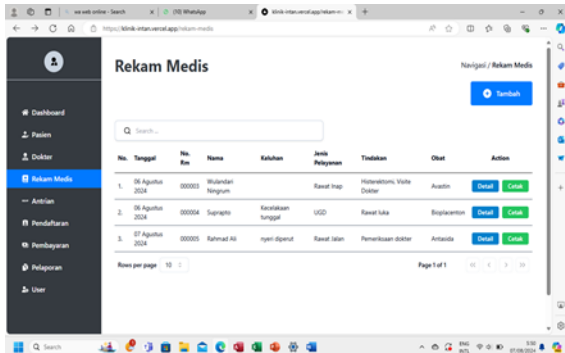 we web online - Search
(10) WhatsApp
klinik-intan.vercel.app/rekam-m
https://klinik-intan.vercel.app/rekam-medis
Rekam Medis
Navigasi / Rekam Medis
Tambah
Dashboard
Pasien
Dokter
Rekam Medis
Antrian
Pendaftaran
Pembayaran
Pelaporan
User
Search ...
No. Tanggal No. Rm Nama Keluhan Jenis Pelayanan Tindakan Obat Action
1. 06 Agustus 2024 000003 Wulandari Ningrum Rawat Inap Histerektomi, Visite Dokter Avastin Detail Cetak
2. 06 Agustus 2024 000004 Suprapto Kecelakaan tunggal UGD Rawat luka Bioplacenton Detail Cetak
3. 07 Agustus 2024 000005 Rahmad Ali nyeri diperut Rawat Jalan Pemeriksaan dokter Antasida Detail Cetak
Rows per page 10
Page 1 of 1
Search
ENG
INTL
07/08/2024